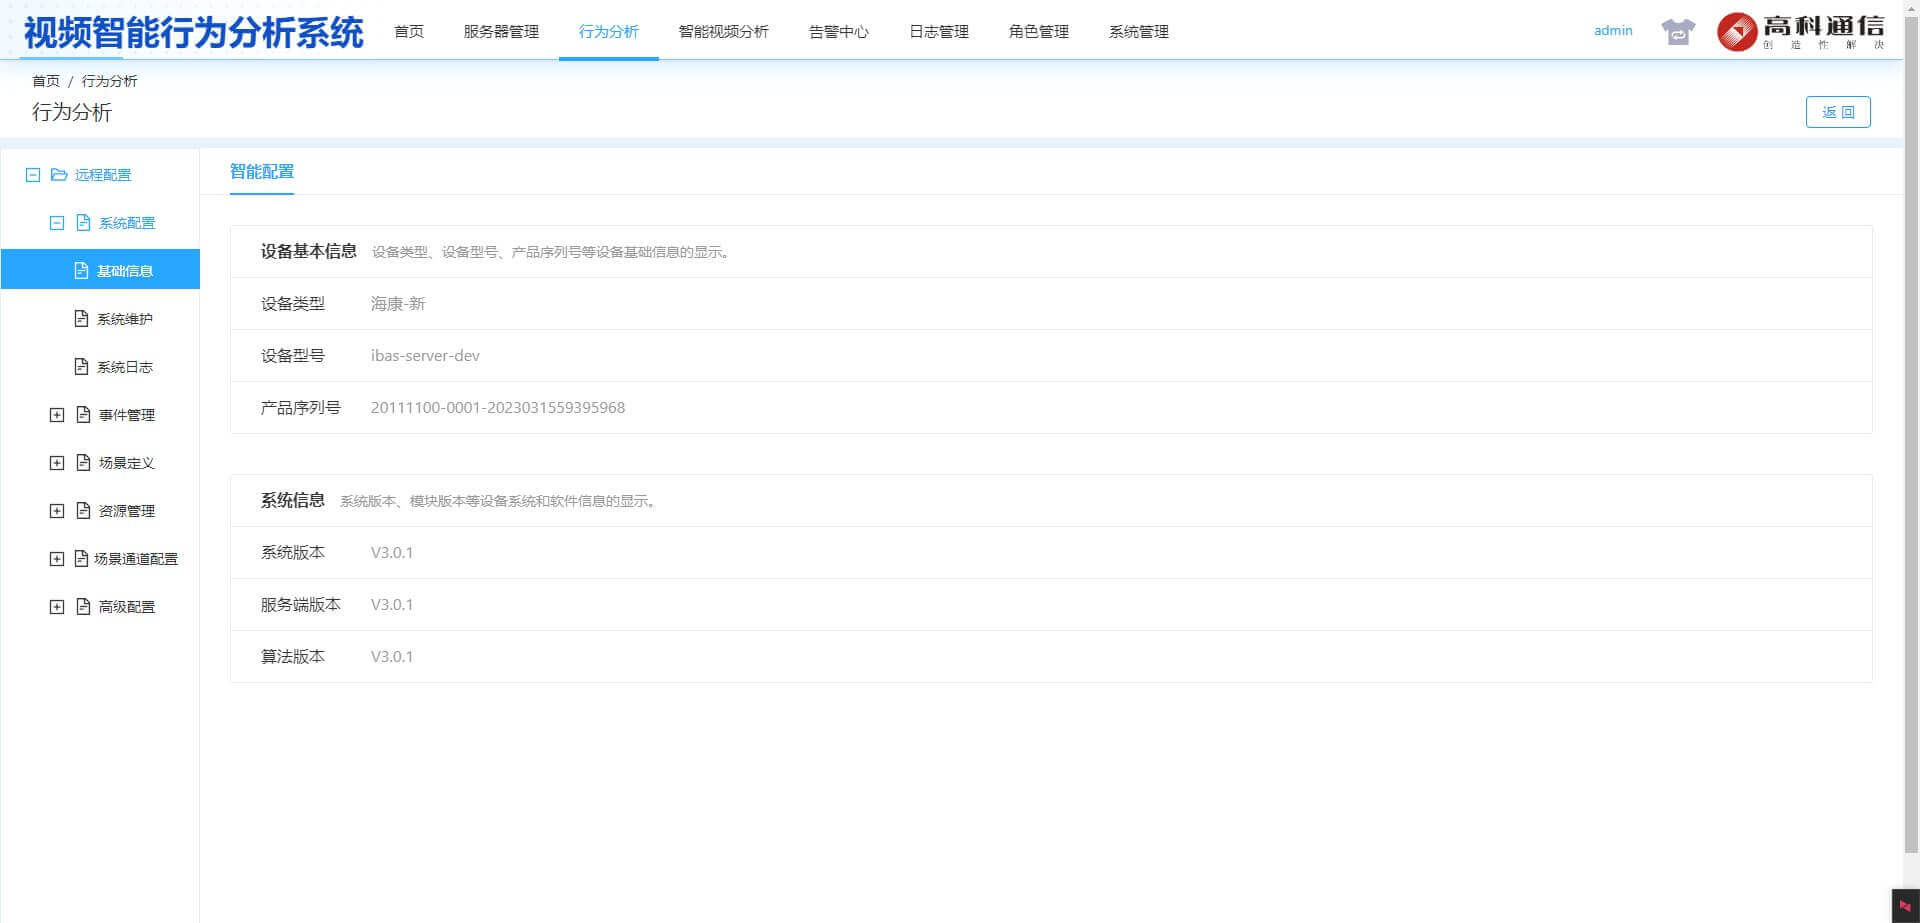 视频智能行为分析系统
首页 服务器管理 行为分析 智能视频分析 告警中心 日志管理 角色管理 系统管理
admin
高科通信
创造性解决
首页 / 行为分析
行为分析
返 回
远程配置
系统配置
基础信息
系统维护
系统日志
事件管理
场景定义
资源管理
场景通道配置
高级配置
智能配置
设备基本信息 设备类型、设备型号、产品序列号等设备基础信息的显示。
设备类型 海康-新
设备型号 ibas-server-dev
产品序列号 20111100-0001-2023031559395968
系统信息 系统版本、模块版本等设备系统和软件信息的显示。
系统版本 V3.0.1
服务端版本 V3.0.1
算法版本 V3.0.1